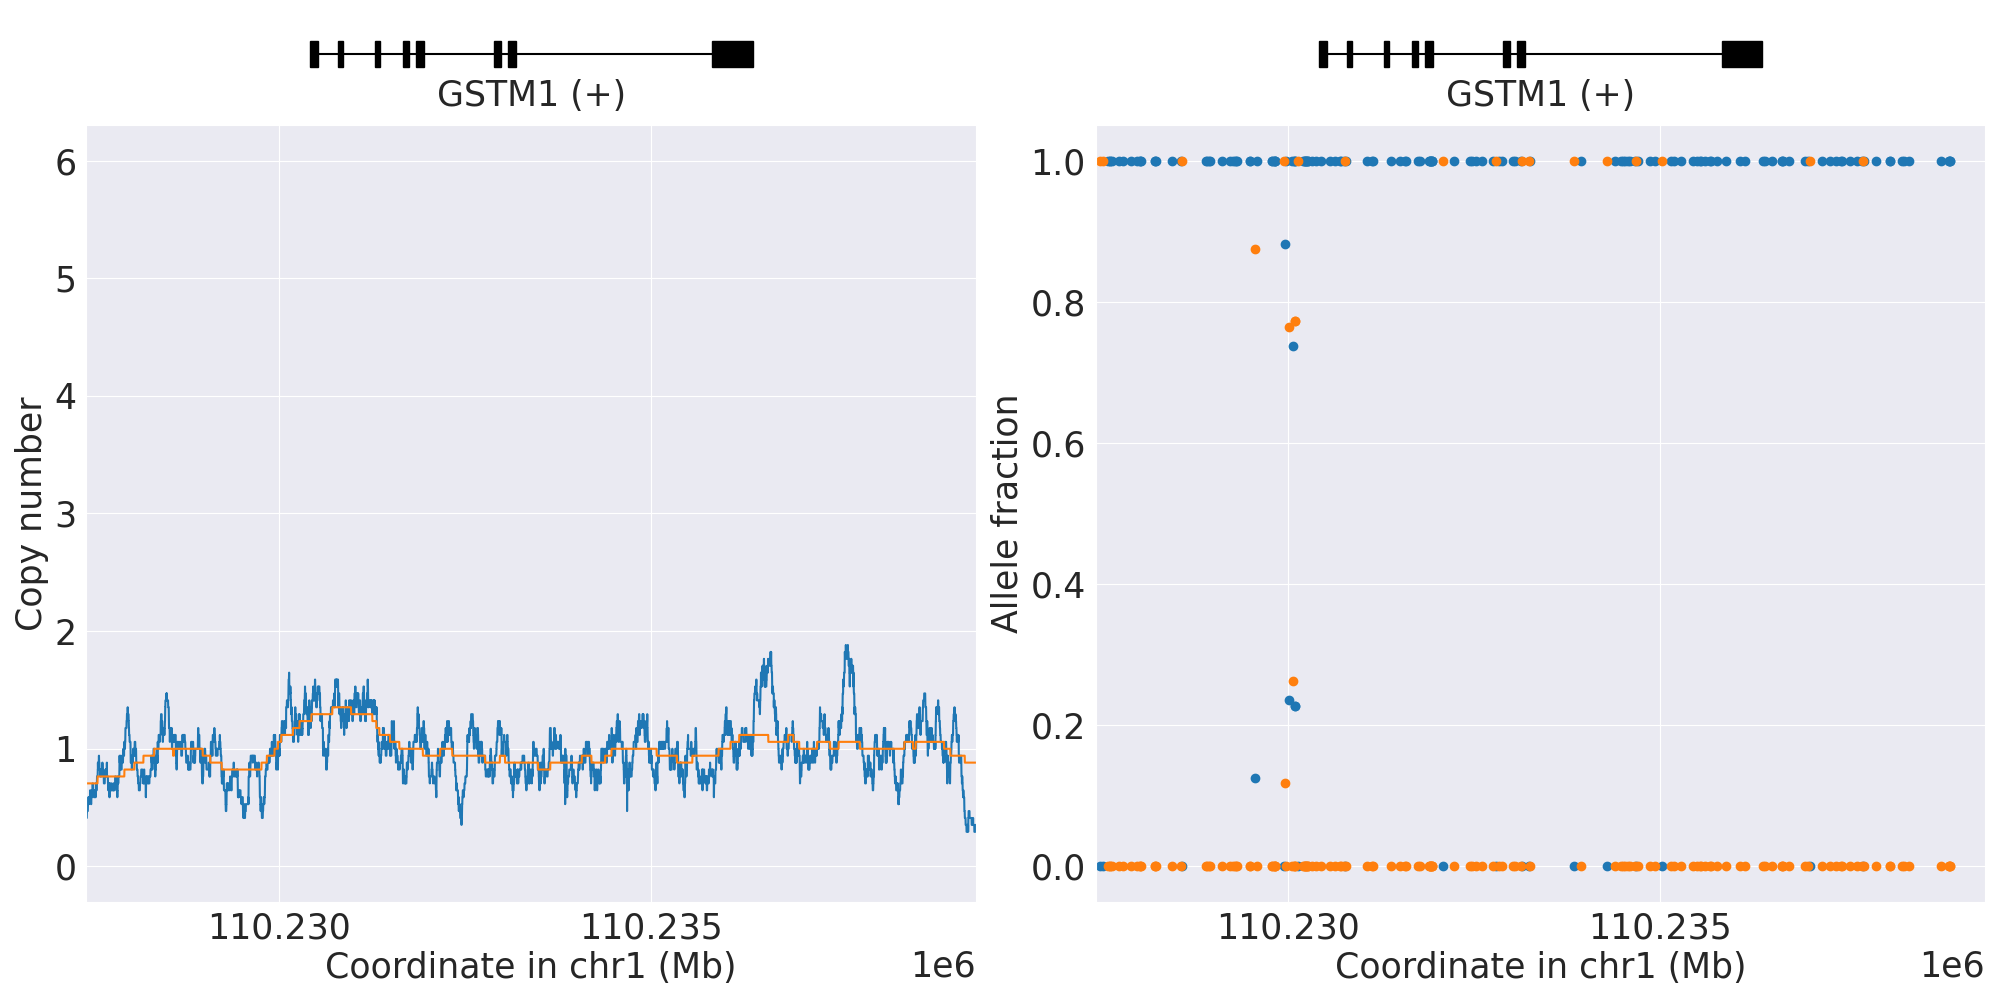 GSTM1 (+)
6
5
4
3
2
1
0
Copy number
110.230
110.235
Coordinate in chr1 (Mb)
1e6
GSTM1 (+)
1.0
0.8
0.6
0.4
0.2
0.0
Allele fraction
110.230
110.235
Coordinate in chr1 (Mb)
1e6